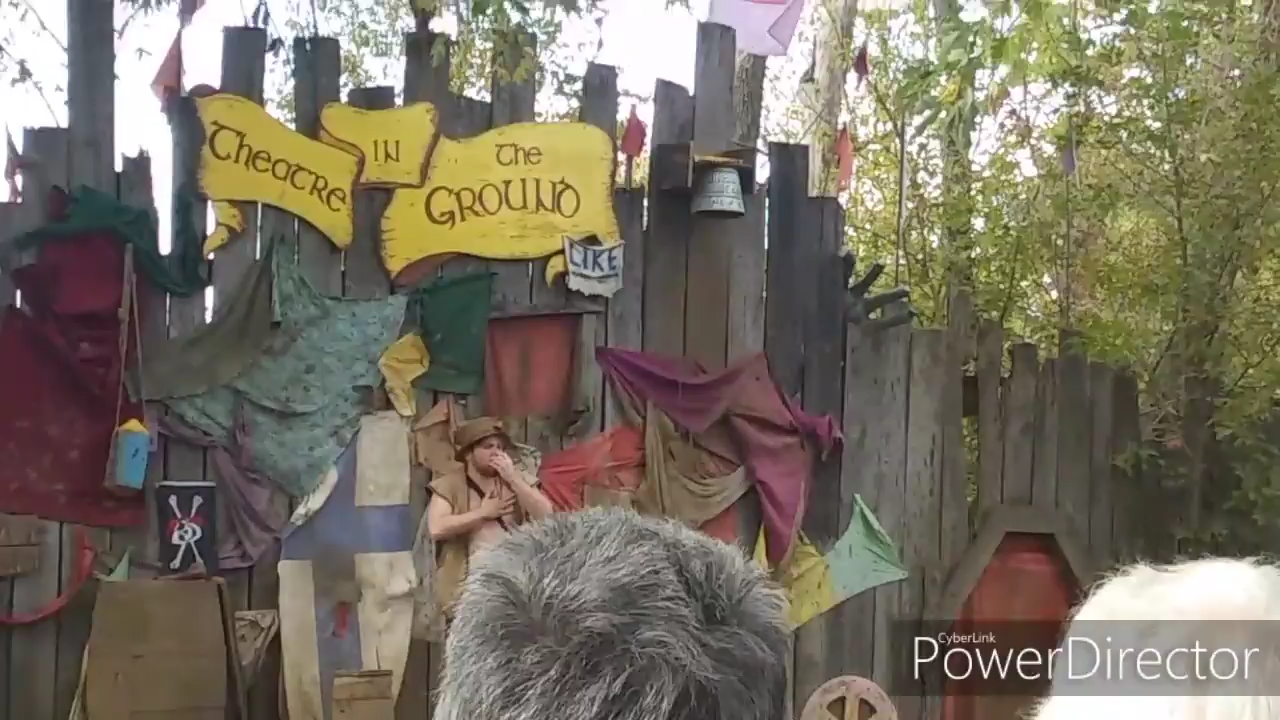 Theatre
IN
The
GROUND
LIKE
CyberLink
PowerDirector